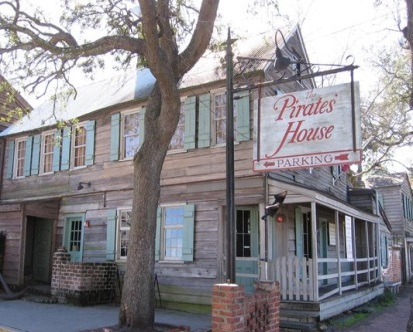 The
Pirates
House
PARKING